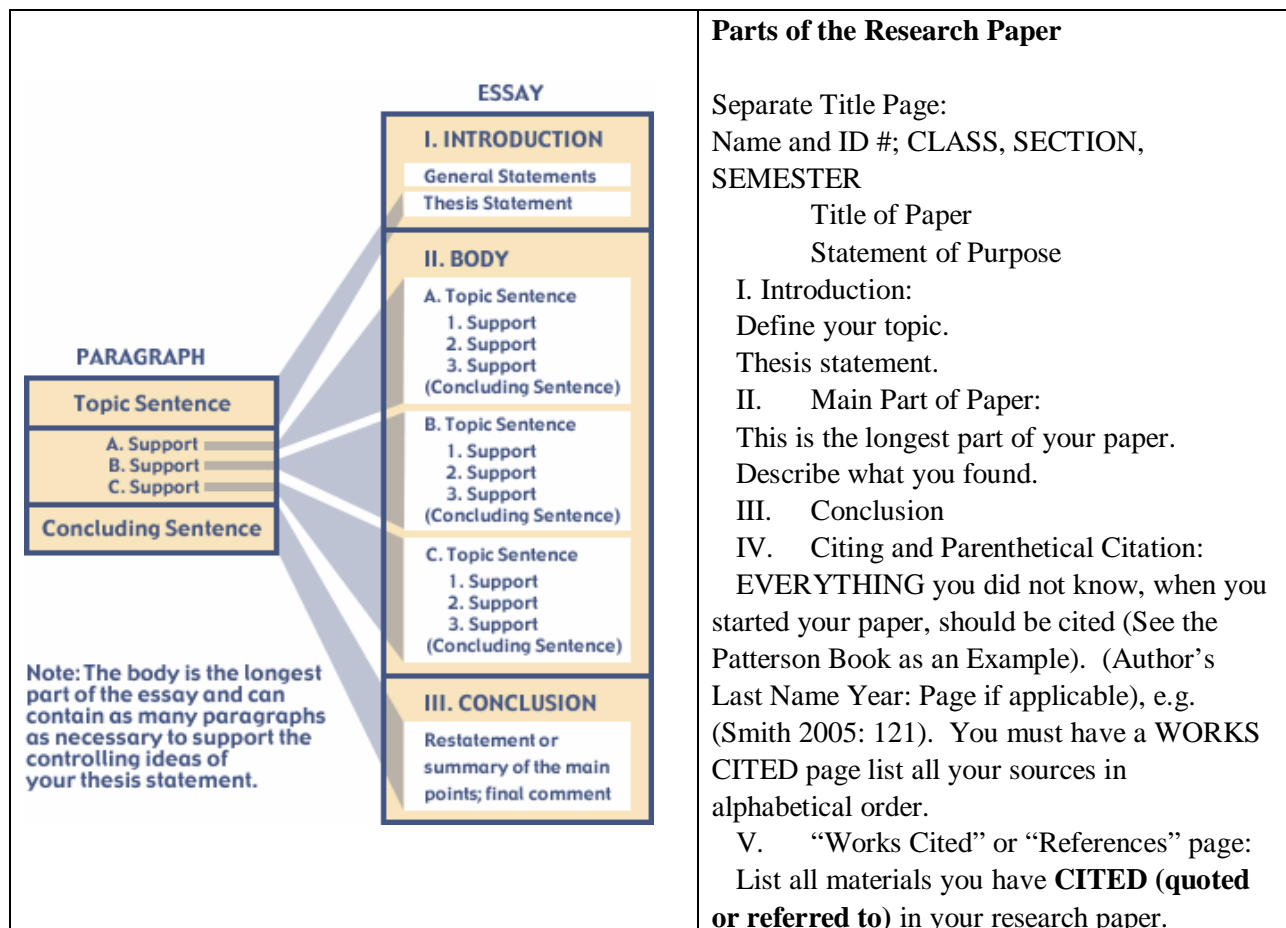 PARAGRAPH
Topic Sentence
A. Support
B. Support
C. Support
Concluding Sentence
Note: The body is the longest
part of the essay and can
contain as many paragraphs
as necessary to support the
controlling ideas of
your thesis statement.
ESSAY
I. INTRODUCTION
General Statements
Thesis Statement
II. BODY
A. Topic Sentence
1. Support
2. Support
3. Support
(Concluding Sentence)
B. Topic Sentence
1. Support
2. Support
3. Support
(Concluding Sentence)
C. Topic Sentence
1. Support
2. Support
3. Support
(Concluding Sentence)
III. CONCLUSION
Restatement or
summary of the main
points; final comment
Parts of the Research Paper
Separate Title Page:
Name and ID #; CLASS, SECTION,
SEMESTER
Title of Paper
Statement of Purpose
I. Introduction:
Define your topic.
Thesis statement.
II. Main Part of Paper:
This is the longest part of your paper.
Describe what you found.
III. Conclusion
IV. Citing and Parenthetical Citation:
EVERYTHING you did not know, when you
started your paper, should be cited (See the
Patterson Book as an Example). (Author's
Last Name Year: Page if applicable), e.g.
(Smith 2005: 121). You must have a WORKS
CITED page list all your sources in
alphabetical order.
V. "Works Cited" or "References" page:
List all materials you have CITED (quoted
or referred to) in your research paper.